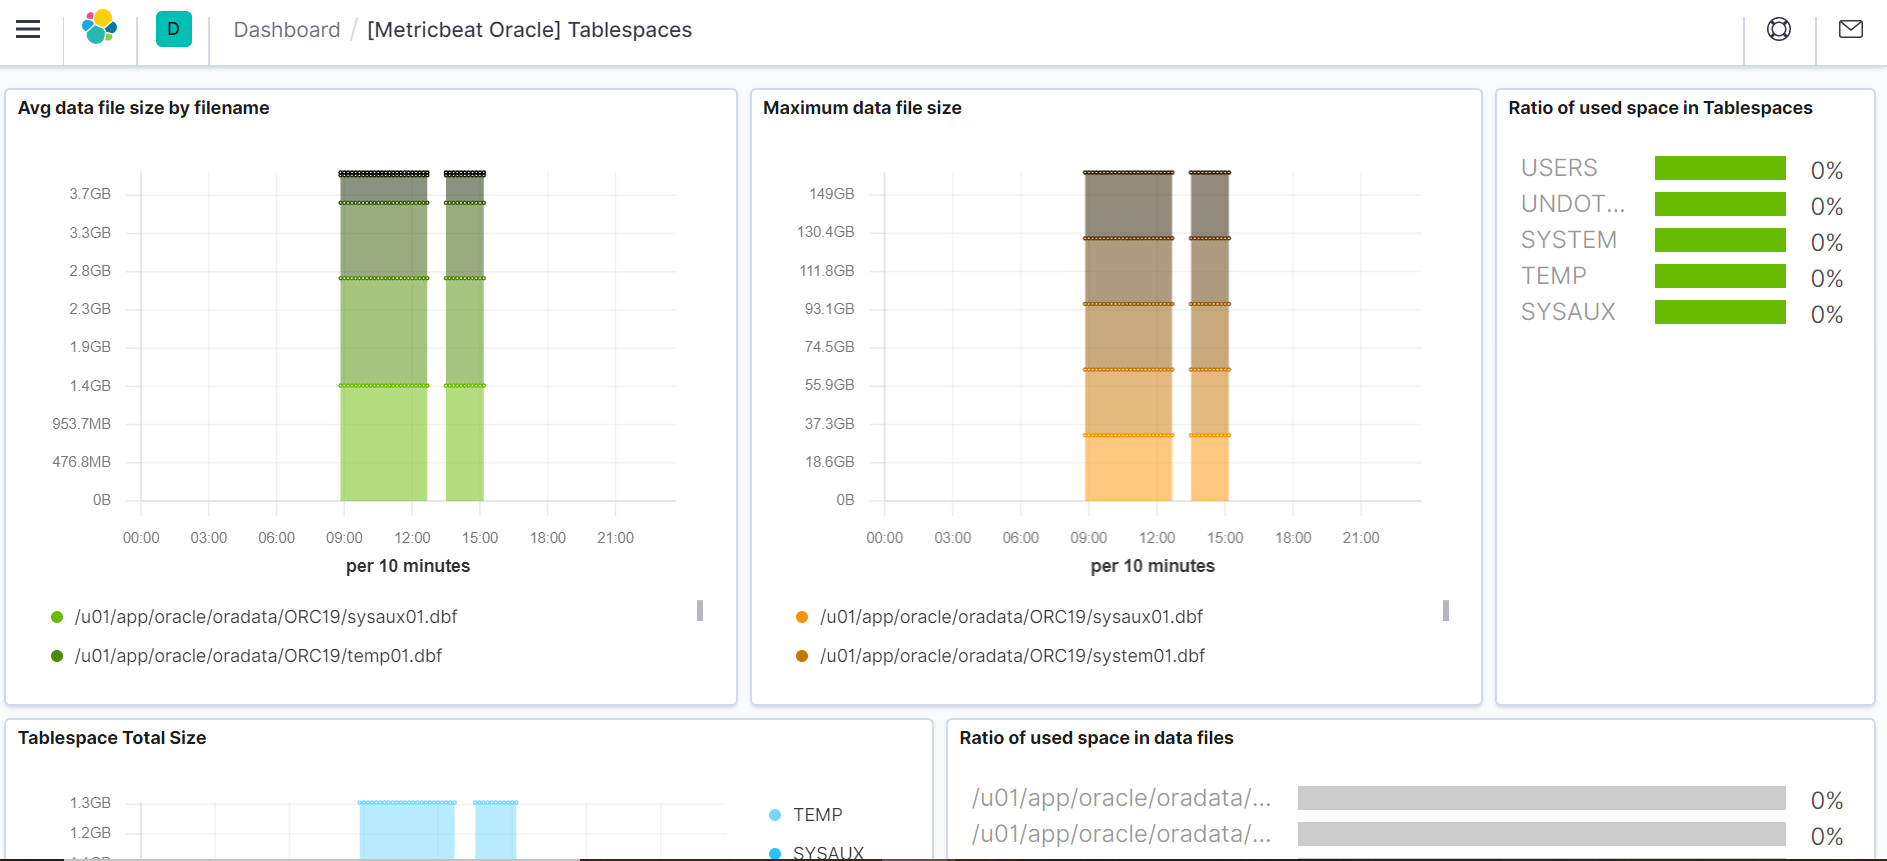 D
Dashboard / [Metricbeat Oracle] Tablespaces
Avg data file size by filename
3.7GB
3.3GB
2.8GB
2.3GB
1.9GB
1.4GB
953.7MB
476.8MB
0B
00:00 03:00 06:00 09:00 12:00 15:00 18:00 21:00
per 10 minutes
/u01/app/oracle/oradata/ORC19/sysaux01.dbf
/u01/app/oracle/oradata/ORC19/temp01.dbf
Maximum data file size
149GB
130.4GB
111.8GB
93.1GB
74.5GB
55.9GB
37.3GB
18.6GB
0B
00:00 03:00 06:00 09:00 12:00 15:00 18:00 21:00
per 10 minutes
/u01/app/oracle/oradata/ORC19/sysaux01.dbf
/u01/app/oracle/oradata/ORC19/system01.dbf
Ratio of used space in Tablespaces
USERS 0%
UNDOT... 0%
SYSTEM 0%
TEMP 0%
SYSAUX 0%
Tablespace Total Size
1.3GB
1.2GB
TEMP
SYSAUX
Ratio of used space in data files
/u01/app/oracle/oradata/... 0%
/u01/app/oracle/oradata/... 0%